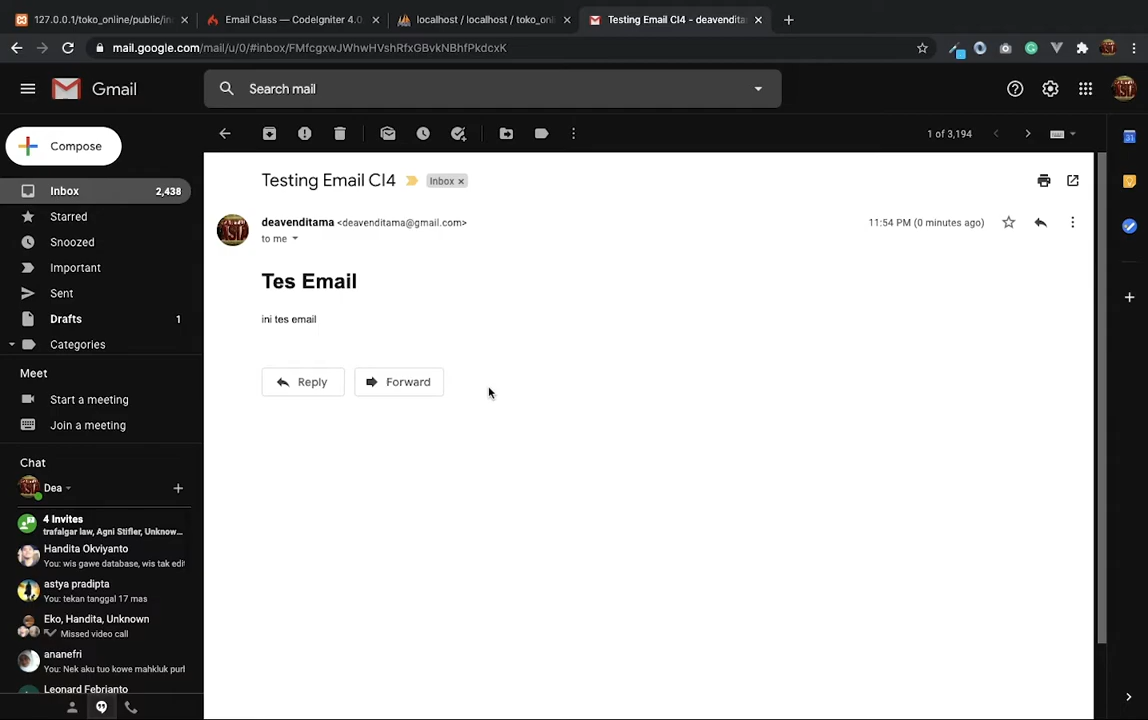 127.0.0.1/toko_online/public/in
Email Class — CodeIgniter 4.0.
localhost / localhost / toko_onl
Testing Email CI4 - deavendita
mail.google.com/mail/u/0/#inbox/FMfcgxwJWhwHVshRfxGBvkNBhfPkdcxK
Gmail
Search mail
Compose
1 of 3,194
Inbox 2,438
Starred
Snoozed
Important
Sent
Drafts 1
Categories
Meet
Start a meeting
Join a meeting
Chat
Dea
4 Invites
trafalgar law, Agni Stifler, Unknow...
Handita Okviyanto
You: wis gawe database, wis tak edit
astya pradipta
You: tekan tanggal 17 mas
Eko, Handita, Unknown
Missed video call
ananefri
You: Nek aku tuo kowe mahkluk purl
Leonard Febrianto
Testing Email CI4 Inbox
deavenditama <deavenditama@gmail.com>
11:54 PM (0 minutes ago)
to me
Tes Email
ini tes email
Reply
Forward
31